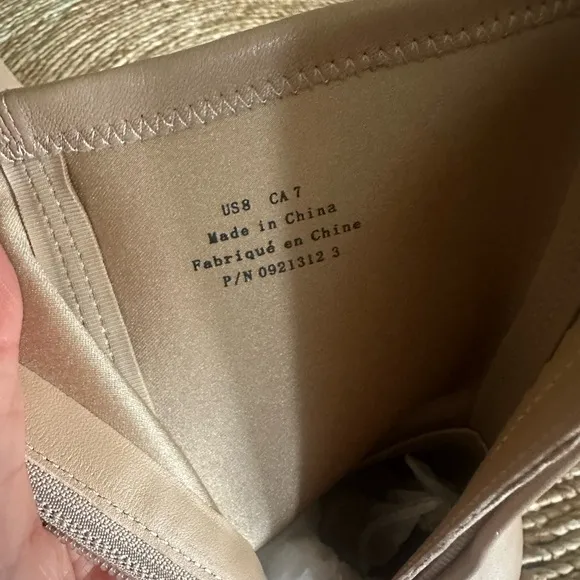 US8 CA 7
Made in China
Fabriqué en Chine
P/N 0921312 3